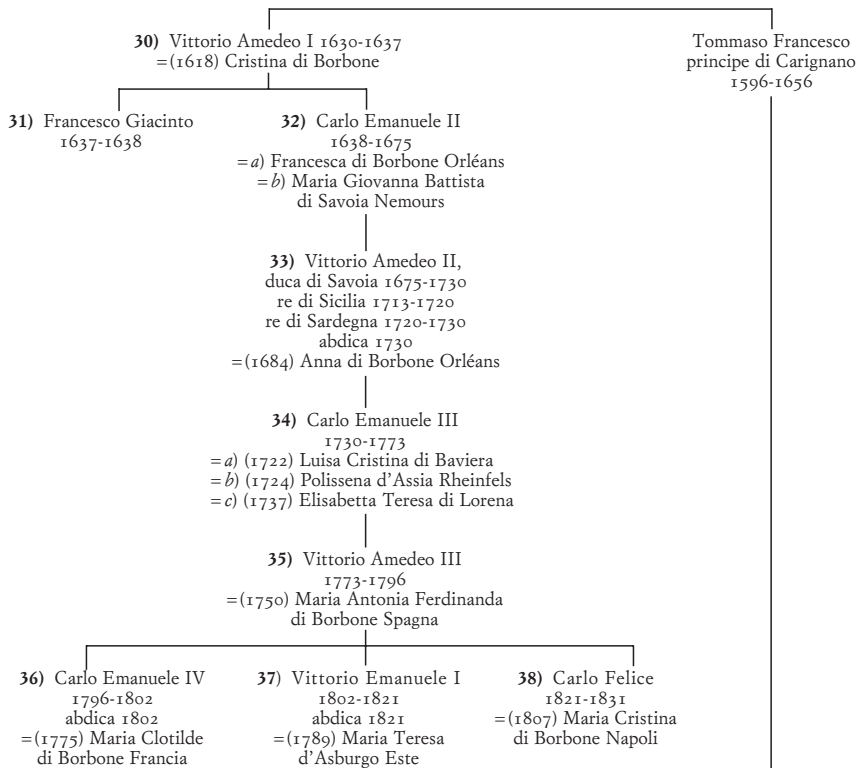 30) Vittorio Amedeo I 1630-1637
=(1618) Cristina di Borbone
Tommaso Francesco
principe di Carignano
1596-1656
31) Francesco Giacinto
1637-1638
32) Carlo Emanuele II
1638-1675
=a) Francesca di Borbone Orléans
=b) Maria Giovanna Battista
di Savoia Nemours
33) Vittorio Amedeo II,
duca di Savoia 1675-1730
re di Sicilia 1713-1720
re di Sardegna 1720-1730
abdica 1730
=(1684) Anna di Borbone Orléans
34) Carlo Emanuele III
1730-1773
=a) (1722) Luisa Cristina di Baviera
=b) (1724) Polissena d'Assia Rheinfels
=c) (1737) Elisabetta Teresa di Lorena
35) Vittorio Amedeo III
1773-1796
=(1750) Maria Antonia Ferdinanda
di Borbone Spagna
36) Carlo Emanuele IV
1796-1802
abdica 1802
=(1775) Maria Clotilde
di Borbone Francia
37) Vittorio Emanuele I
1802-1821
abdica 1821
=(1789) Maria Teresa
d'Asburgo Este
38) Carlo Felice
1821-1831
=(1807) Maria Cristina
di Borbone Napoli